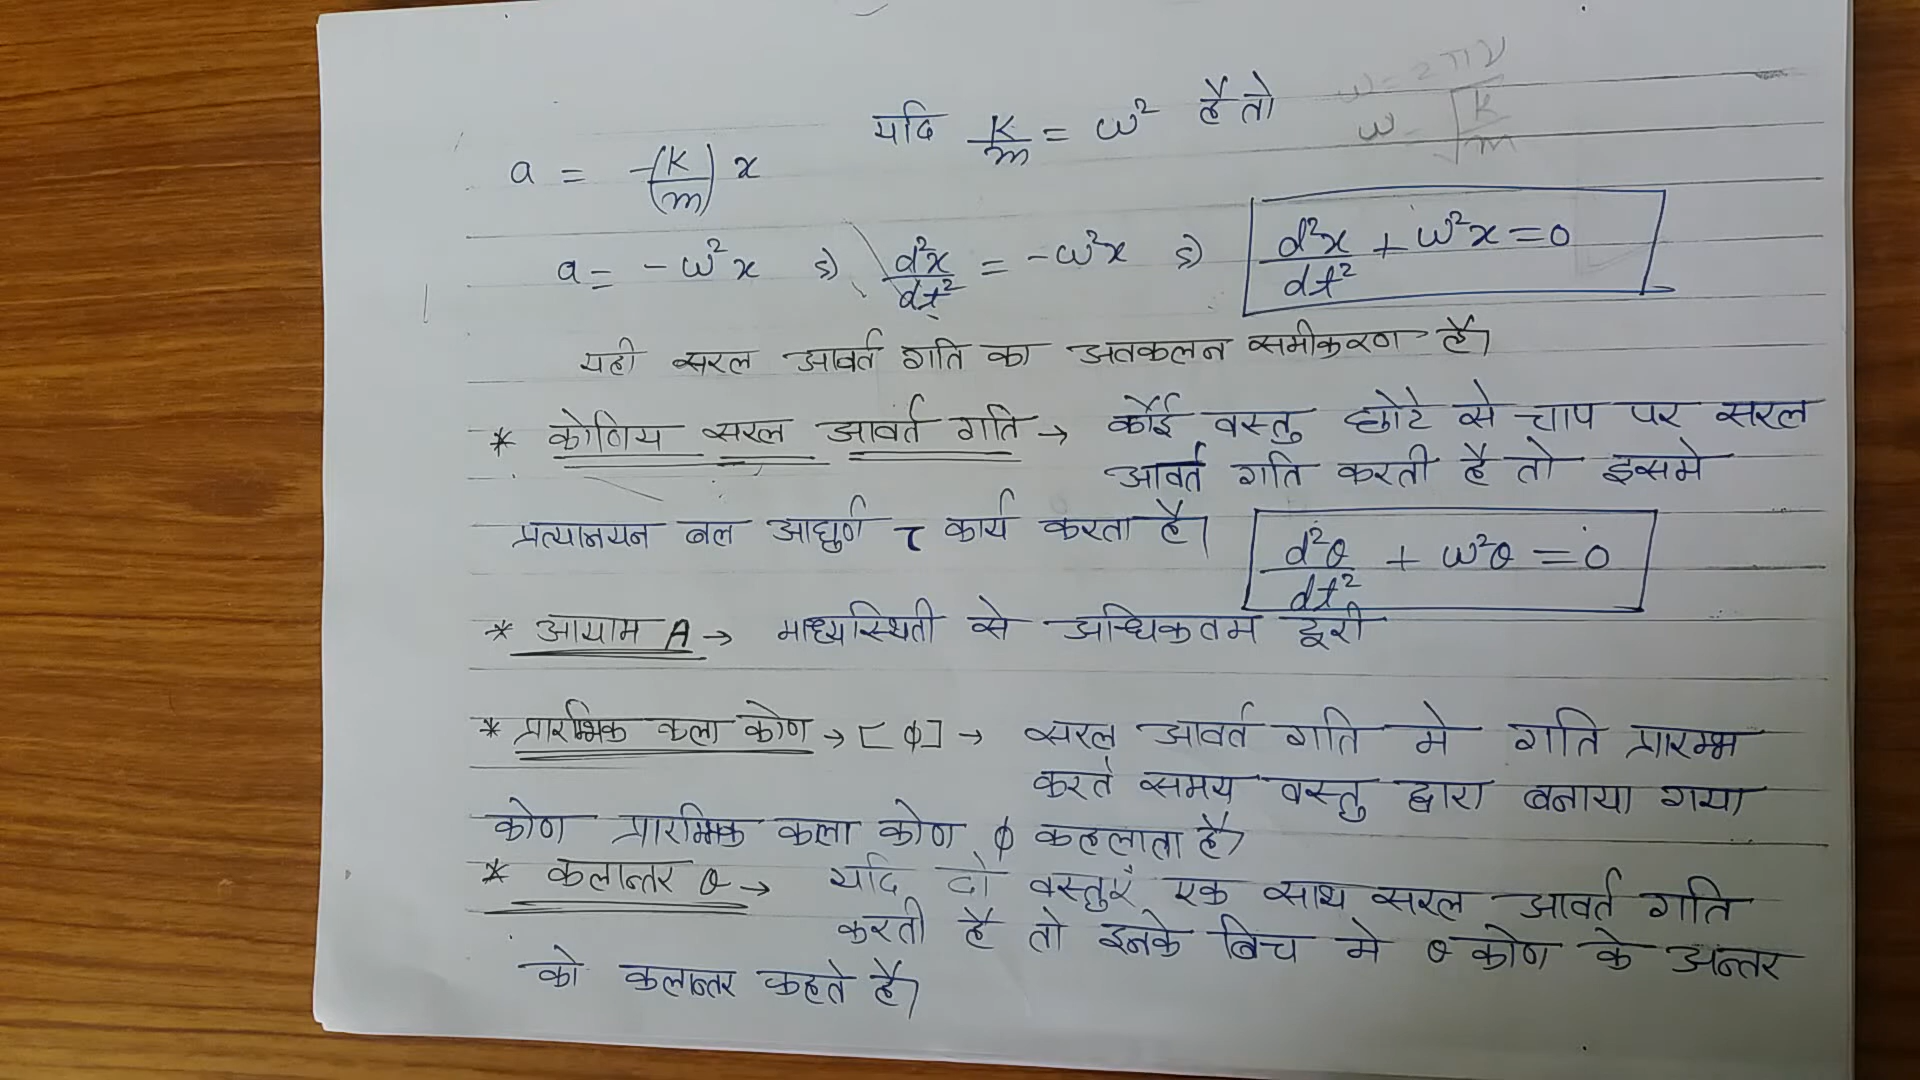 ω = 2πν
यदि K/m = ω² है तो ω = √(K/m)
a = -(K/m) x
a = -ω²x ⇒ d²x/dt² = -ω²x ⇒ d²x/dt² + ω²x = 0
यही सरल आवर्त गति का अवकलन समीकरण है।
* कोणिय सरल आवर्त गति → कोई वस्तु छोटे से चाप पर सरल
आवर्त गति करती है तो इसमे
प्रत्यानयन बल आघुर्ण τ कार्य करता है। d²θ/dt² + ω²θ = 0
* आयाम A → माध्यस्थिती से अधिकतम दूरी
* प्रारम्भिक कला कोण → [ϕ] → सरल आवर्त गति मे गति प्रारम्भ
करते समय वस्तु द्वारा बनाया गया
कोण प्रारम्भिक कला कोण ϕ कहलाता है।
* कलान्तर θ → यदि दो वस्तुएं एक साथ सरल आवर्त गति
करती है तो इनके बिच मे θ कोण के अन्तर
को कलान्तर कहते है।